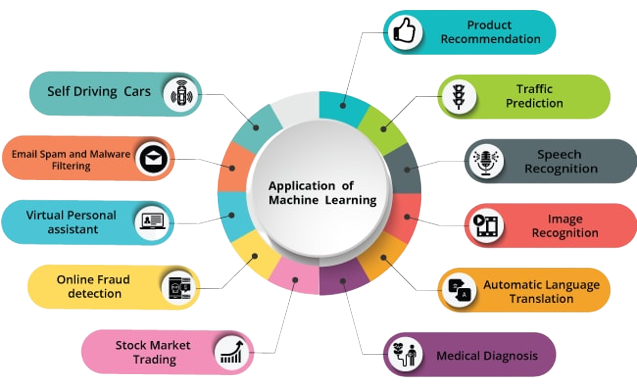 Product
Recommendation
Traffic
Prediction
Speech
Recognition
Image
Recognition
Automatic Language
Translation
Medical Diagnosis
Stock Market
Trading
Online Fraud
detection
Virtual Personal
assistant
Email Spam and Malware
Filtering
Self Driving Cars
Application of
Machine Learning